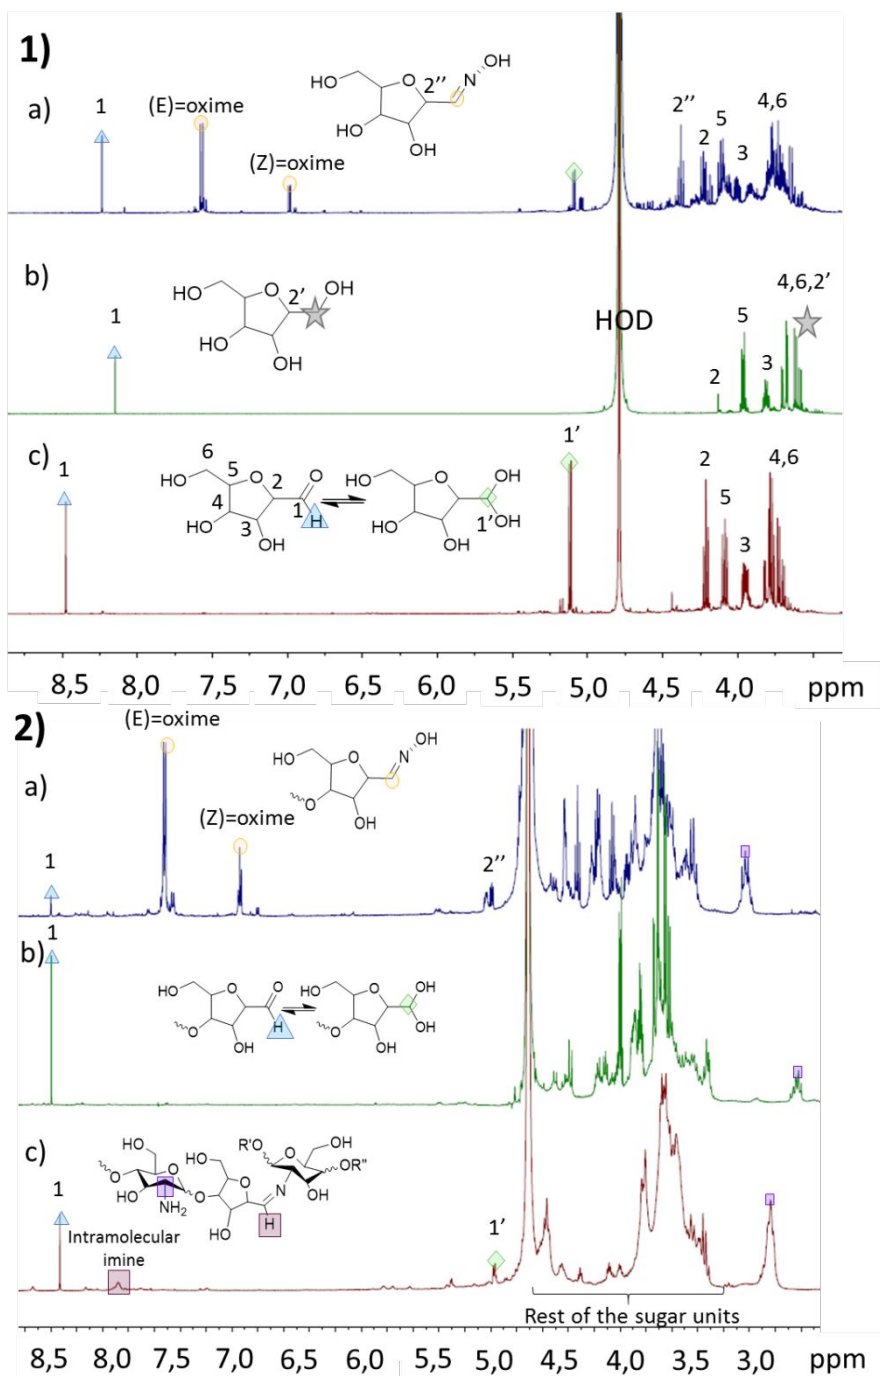 1)
a)
1
(E)=oxime
(Z)=oxime
HO
O
2’’
N
OH
HO
OH
2’’
2
5
3
4,6
b)
1
HO
O
2’
OH
HO
OH
HOD
2
5
3
4,6,2’
c)
1
6
HO
5
O
2
O
4
3
1
H
HO
OH
HO
O
OH
OH
1’
HO
OH
1’
2
5
3
4,6
8,5 8,0 7,5 7,0 6,5 6,0 5,5 5,0 4,5 4,0 ppm
2)
(E)=oxime
a)
1
(Z)=oxime
HO
O
N
OH
O
OH
2’’
b)
1
HO
O
O
H
O
OH
HO
O
OH
OH
O
OH
c)
1
Intramolecular
imine
HO
O
O
HO
NH2
HO
O
O
HO
OH
H
N
R'O
O
OH
OR''
OH
1’
Rest of the sugar units
8,5 8,0 7,5 7,0 6,5 6,0 5,5 5,0 4,5 4,0 3,5 3,0 ppm